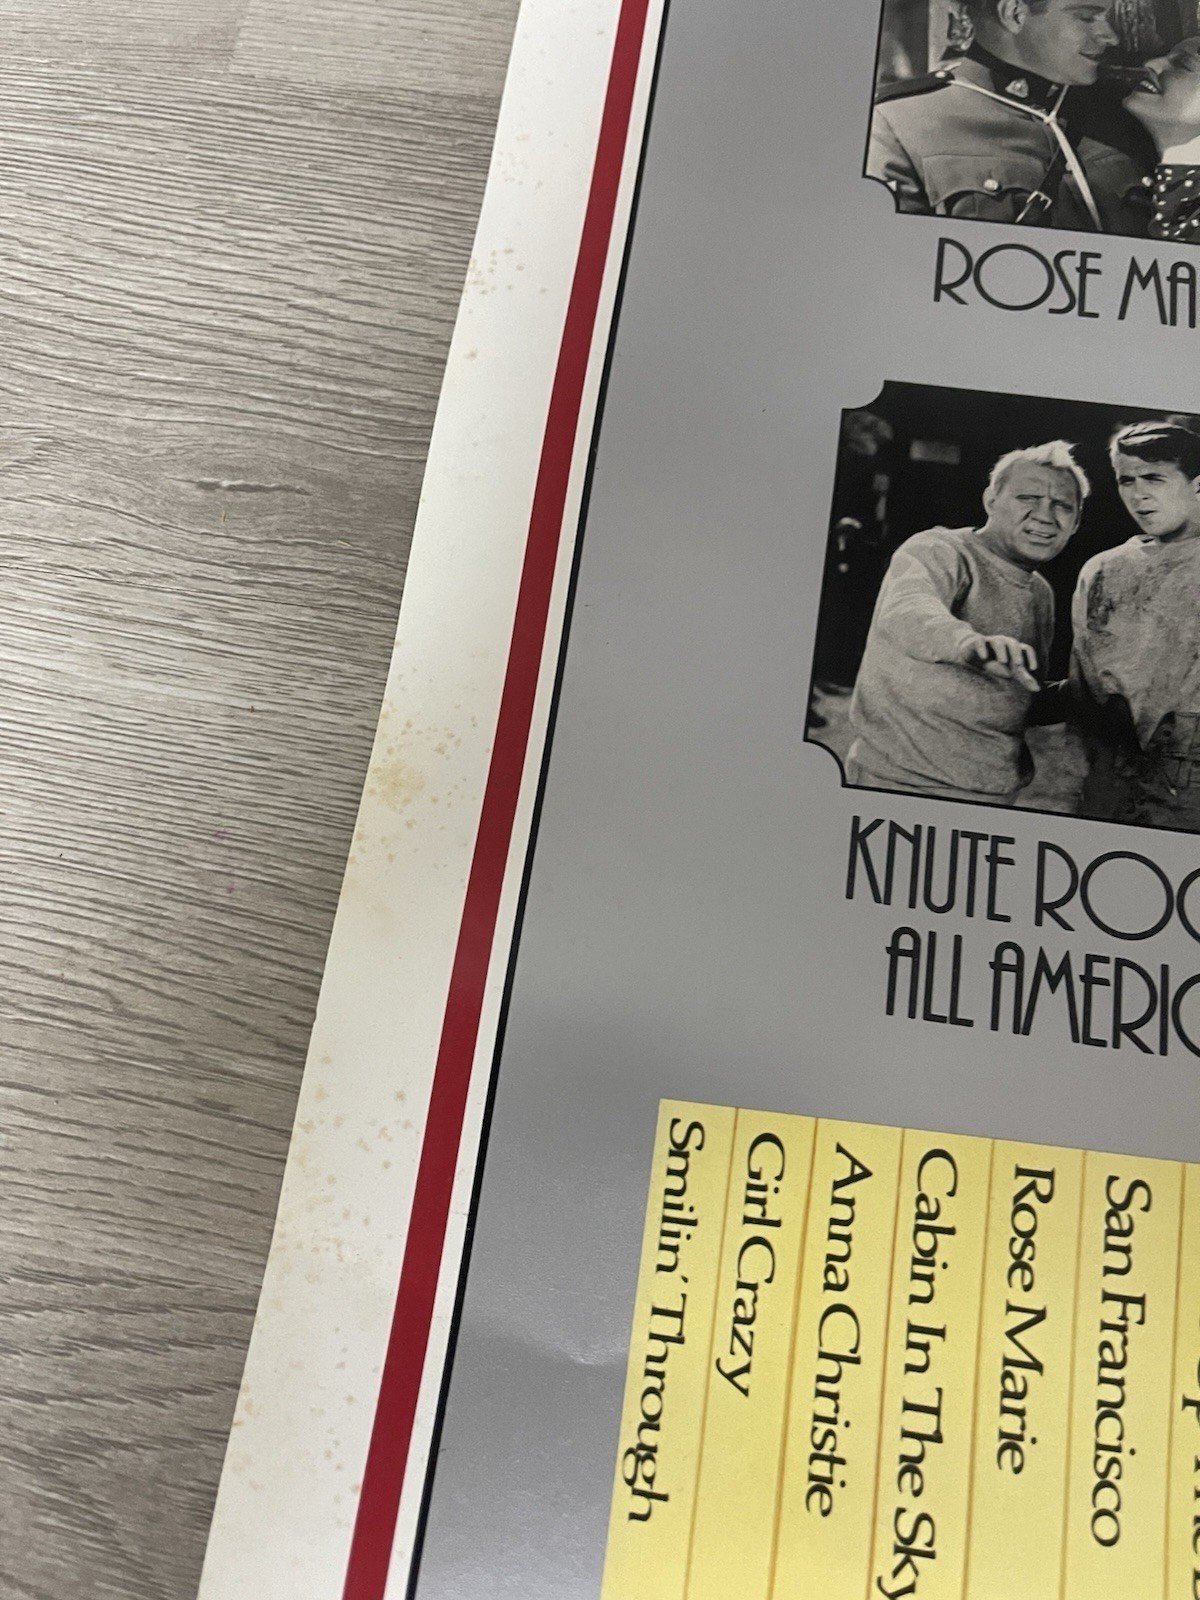 ROSE MA
KNUTE ROC
ALL AMERIC
San Francisco
Rose Marie
Cabin In The Sky
Anna Christie
Girl Crazy
Smilin' Through